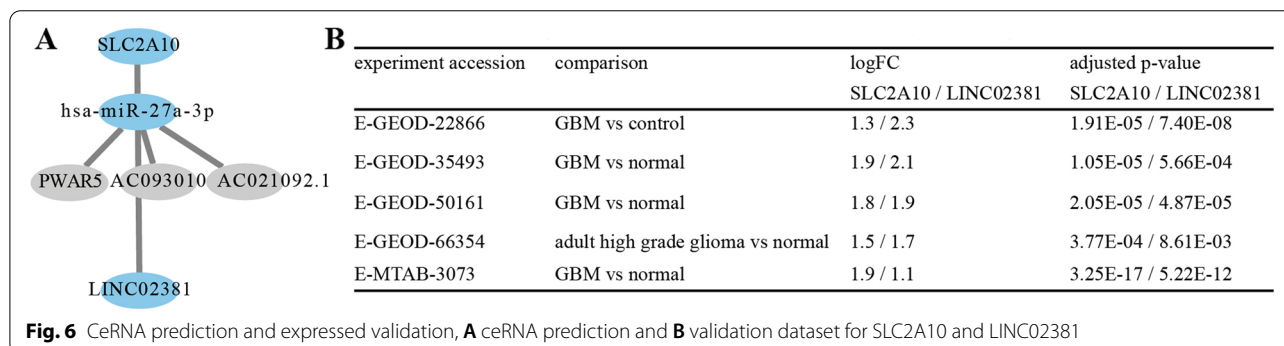 A
SLC2A10
hsa-miR-27a-3p
PWAR5 AC093010 AC021092.1
LINC02381
B
experiment accession comparison logFC adjusted p-value
SLC2A10 / LINC02381 SLC2A10 / LINC02381
E-GEOD-22866 GBM vs control 1.3 / 2.3 1.91E-05 / 7.40E-08
E-GEOD-35493 GBM vs normal 1.9 / 2.1 1.05E-05 / 5.66E-04
E-GEOD-50161 GBM vs normal 1.8 / 1.9 2.05E-05 / 4.87E-05
E-GEOD-66354 adult high grade glioma vs normal 1.5 / 1.7 3.77E-04 / 8.61E-03
E-MTAB-3073 GBM vs normal 1.9 / 1.1 3.25E-17 / 5.22E-12
Fig. 6 CeRNA prediction and expressed validation, A ceRNA prediction and B validation dataset for SLC2A10 and LINC02381